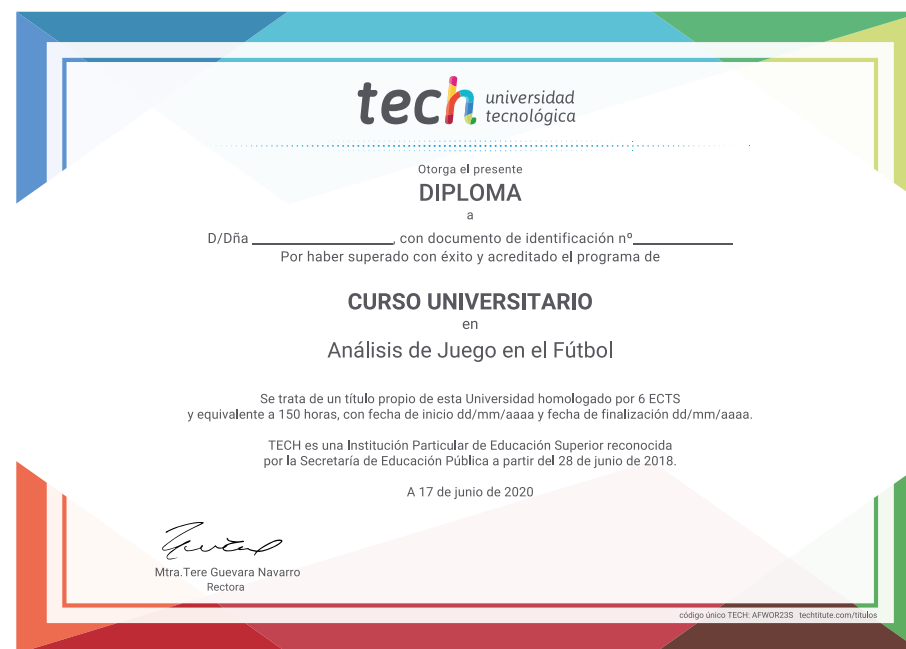 tech universidad
tecnológica
Otorga el presente
DIPLOMA
a
D/Dña ____________________, con documento de identificación nº______________
Por haber superado con éxito y acreditado el programa de
CURSO UNIVERSITARIO
en
Análisis de Juego en el Fútbol
Se trata de un título propio de esta Universidad homologado por 6 ECTS
y equivalente a 150 horas, con fecha de inicio dd/mm/aaaa y fecha de finalización dd/mm/aaaa.
TECH es una Institución Particular de Educación Superior reconocida
por la Secretaría de Educación Pública a partir del 28 de junio de 2018.
A 17 de junio de 2020
Mtra.Tere Guevara Navarro
Rectora
código único TECH: AFWOR23S techtitute.com/titulos